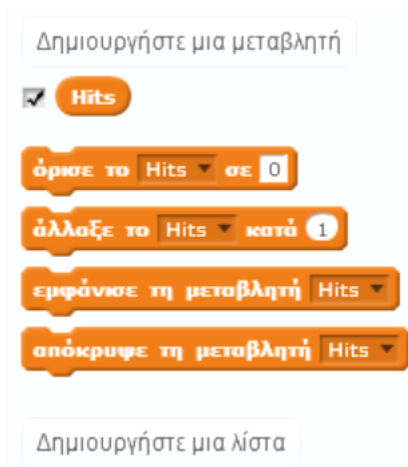 Δημιουργήστε μια μεταβλητή
Hits
όρισε το Hits σε 0
άλλαξε το Hits κατά 1
εμφάνισε τη μεταβλητή Hits
απόκρυψε τη μεταβλητή Hits
Δημιουργήστε μια λίστα